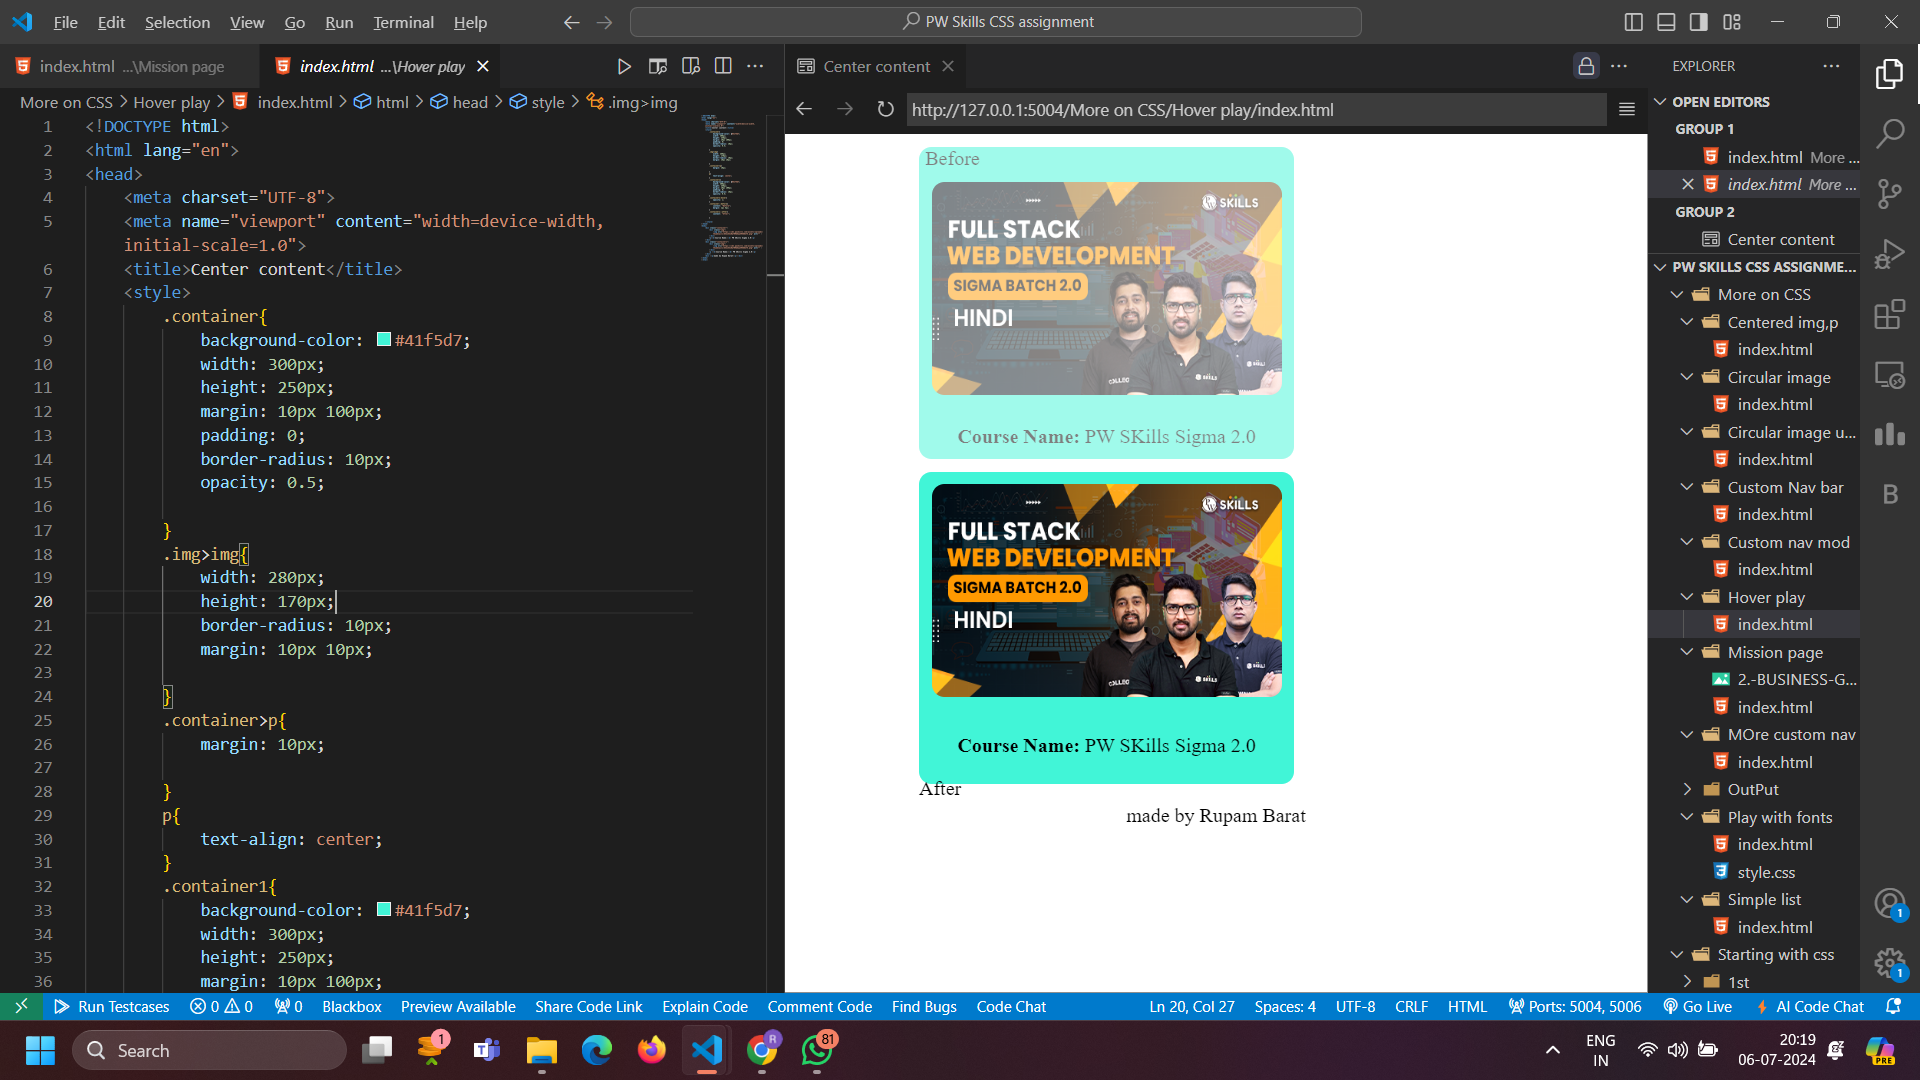 File Edit Selection View Go Run Terminal Help
PW Skills CSS assignment
index.html ...\Mission page
index.html ...\Hover play
More on CSS > Hover play > index.html > html > head > style > .img>img
1 <!DOCTYPE html>
2 <html lang="en">
3 <head>
4 <meta charset="UTF-8">
5 <meta name="viewport" content="width=device-width,
initial-scale=1.0">
6 <title>Center content</title>
7 <style>
8 .container{
9 background-color: #41f5d7;
10 width: 300px;
11 height: 250px;
12 margin: 10px 100px;
13 padding: 0;
14 border-radius: 10px;
15 opacity: 0.5;
16
17 }
18 .img>img{
19 width: 280px;
20 height: 170px;
21 border-radius: 10px;
22 margin: 10px 10px;
23
24 }
25 .container>p{
26 margin: 10px;
27
28 }
29 p{
30 text-align: center;
31 }
32 .container1{
33 background-color: #41f5d7;
34 width: 300px;
35 height: 250px;
36 margin: 10px 100px;
Center content
http://127.0.0.1:5004/More on CSS/Hover play/index.html
Before
SKILLS
FULL STACK
WEB DEVELOPMENT
SIGMA BATCH 2.0
HINDI
Course Name: PW SKills Sigma 2.0
SKILLS
FULL STACK
WEB DEVELOPMENT
SIGMA BATCH 2.0
HINDI
Course Name: PW SKills Sigma 2.0
After
made by Rupam Barat
EXPLORER
OPEN EDITORS
GROUP 1
index.html More ...
index.html More ...
GROUP 2
Center content
PW SKILLS CSS ASSIGNME...
More on CSS
Centered img,p
index.html
Circular image
index.html
Circular image u...
index.html
Custom Nav bar
index.html
Custom nav mod
index.html
Hover play
index.html
Mission page
2.-BUSINESS-G...
index.html
MOre custom nav
index.html
OutPut
Play with fonts
index.html
style.css
Simple list
index.html
Starting with css
1st
B
1
1
Run Testcases 0 0 0 Blackbox Preview Available Share Code Link Explain Code Comment Code Find Bugs Code Chat
Ln 20, Col 27 Spaces: 4 UTF-8 CRLF HTML Ports: 5004, 5006 Go Live AI Code Chat
Search
1
R
81
ENG
IN
20:19
06-07-2024
PRE